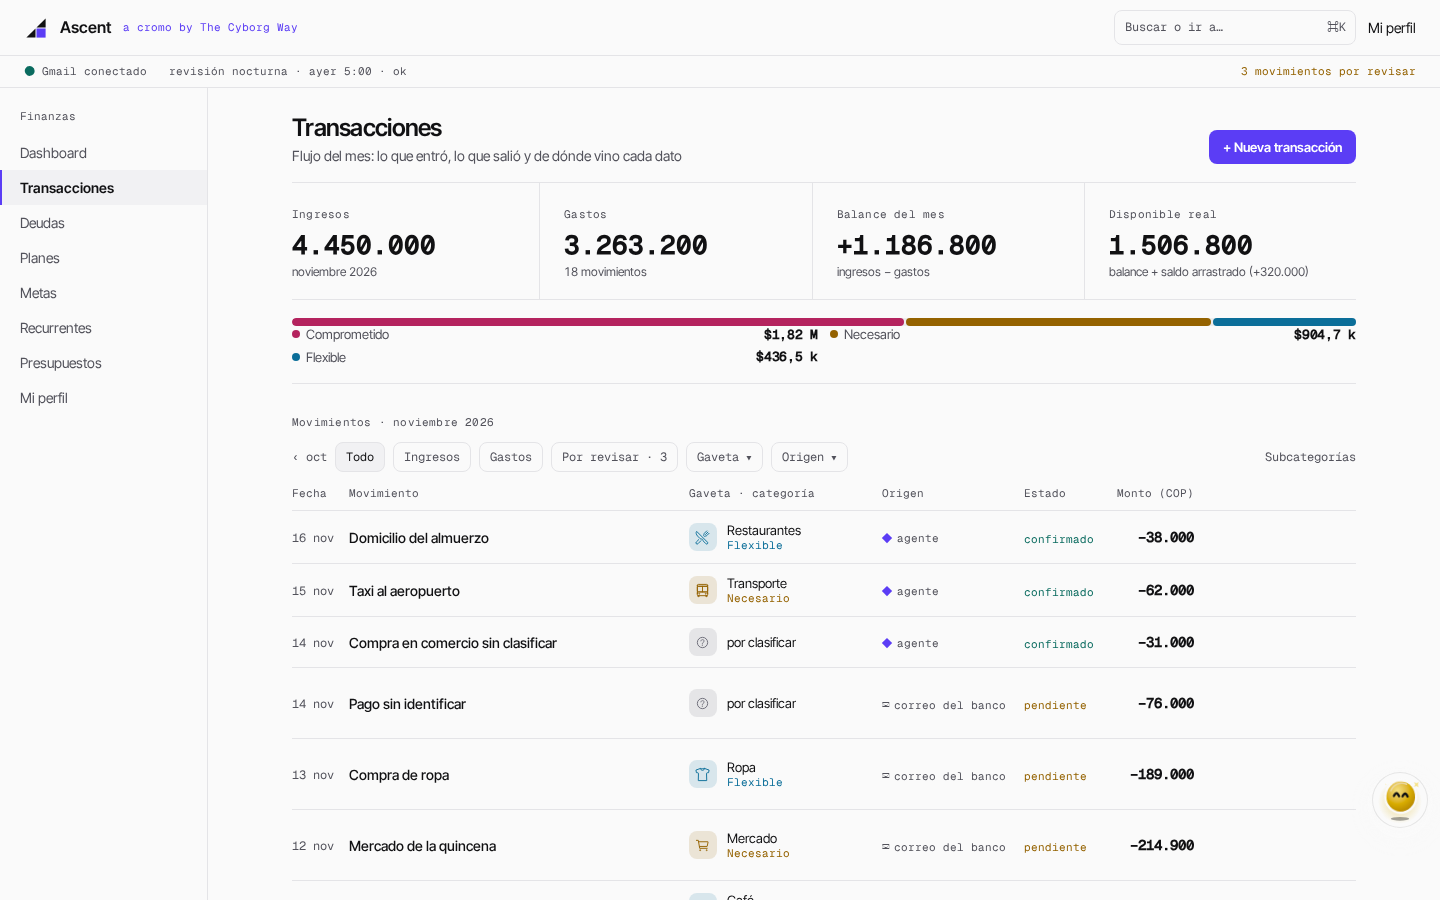 Ascent a cromo by The Cyborg Way
Buscar o ir a… ⌘K Mi perfil
Gmail conectado revisión nocturna · ayer 5:00 · ok 3 movimientos por revisar
Finanzas
Dashboard
Transacciones
Deudas
Planes
Metas
Recurrentes
Presupuestos
Mi perfil
Transacciones
Flujo del mes: lo que entró, lo que salió y de dónde vino cada dato
+ Nueva transacción
Ingresos
4.450.000
noviembre 2026
Gastos
3.263.200
18 movimientos
Balance del mes
+1.186.800
ingresos − gastos
Disponible real
1.506.800
balance + saldo arrastrado (+320.000)
Comprometido $1,82 M
Necesario $904,7 k
Flexible $436,5 k
Movimientos · noviembre 2026
‹ oct Todo Ingresos Gastos Por revisar · 3 Gaveta ▾ Origen ▾ Subcategorías
Fecha Movimiento Gaveta · categoría Origen Estado Monto (COP)
16 nov Domicilio del almuerzo Restaurantes Flexible ◆ agente confirmado −38.000
15 nov Taxi al aeropuerto Transporte Necesario ◆ agente confirmado −62.000
14 nov Compra en comercio sin clasificar por clasificar ◆ agente confirmado −31.000
14 nov Pago sin identificar por clasificar correo del banco pendiente −76.000
13 nov Compra de ropa Ropa Flexible correo del banco pendiente −189.000
12 nov Mercado de la quincena Mercado Necesario correo del banco pendiente −214.900
Café